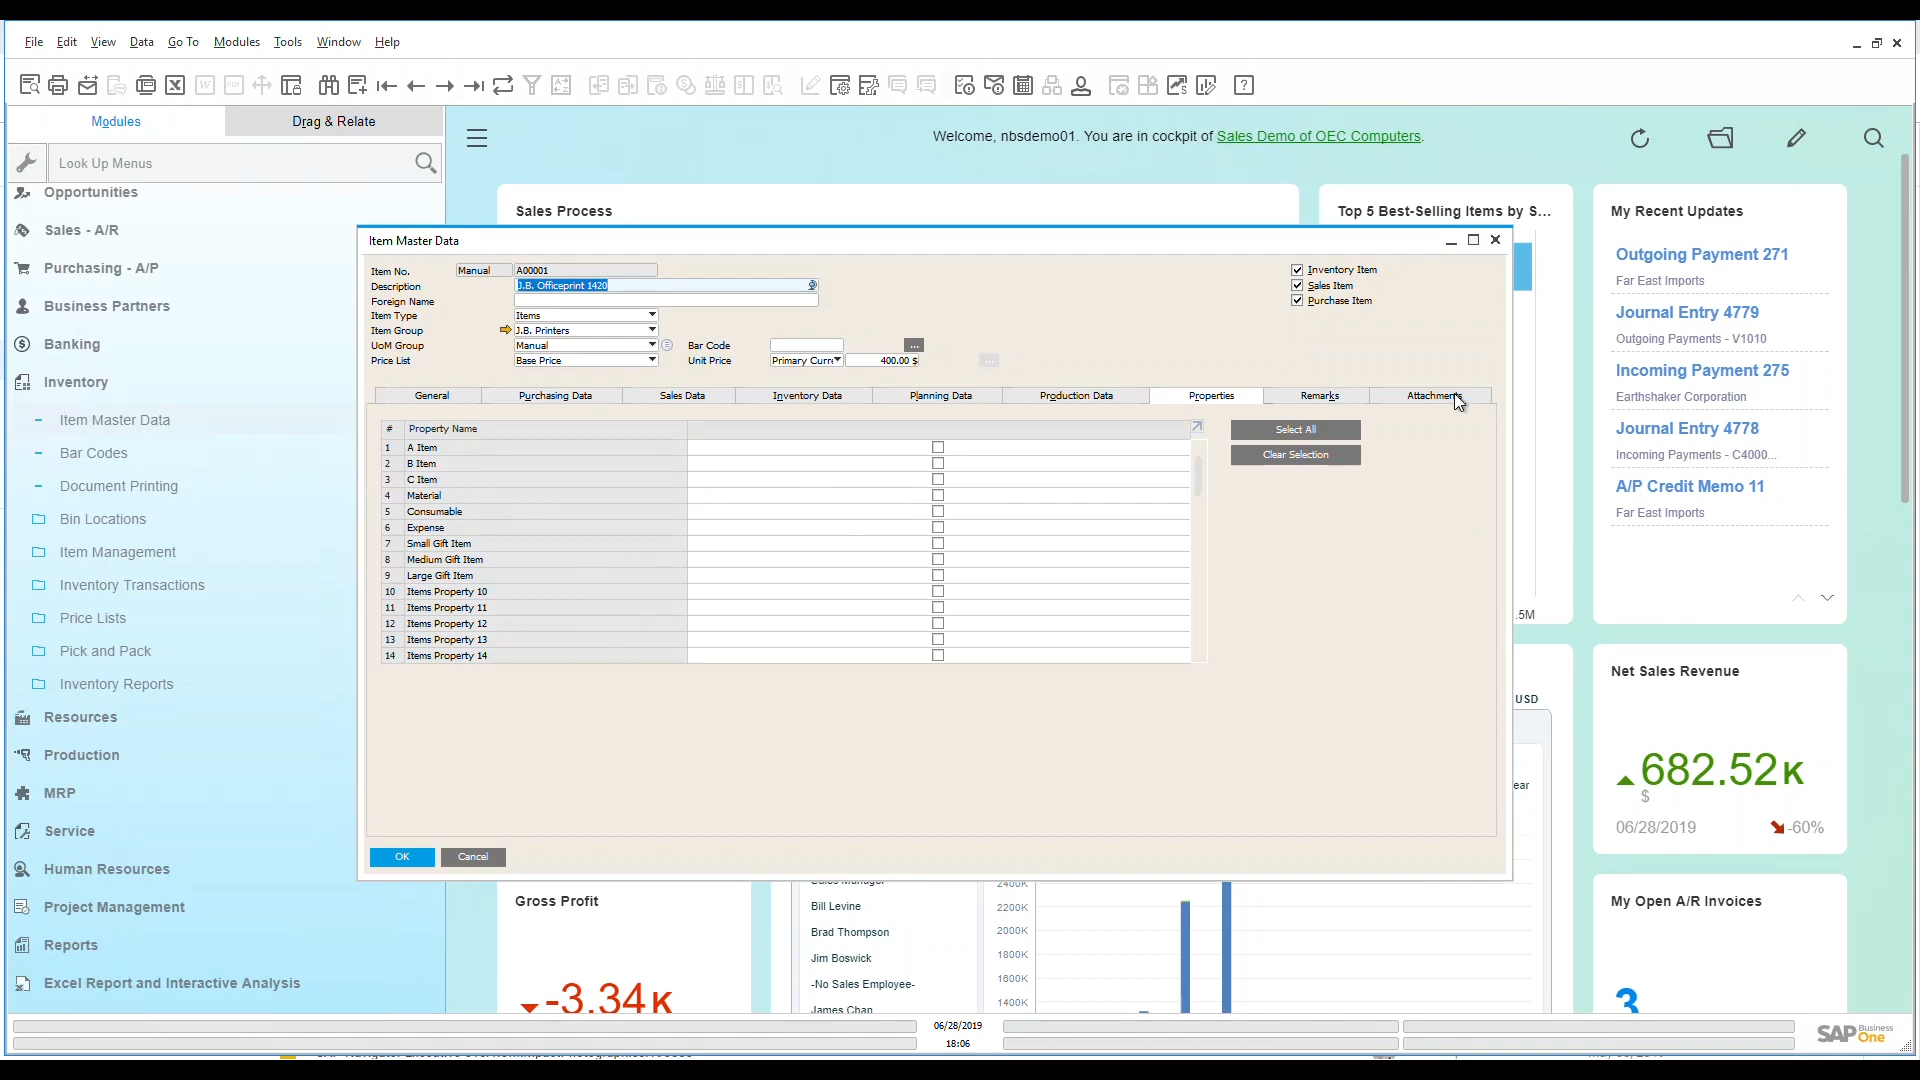 File Edit View Data Go To Modules Tools Window Help
Modules Drag & Relate
Look Up Menus
Welcome, nbsdemo01. You are in cockpit of Sales Demo of OEC Computers.
Opportunities
Sales - A/R
Purchasing - A/P
Business Partners
Banking
Inventory
Item Master Data
Bar Codes
Document Printing
Bin Locations
Item Management
Inventory Transactions
Price Lists
Pick and Pack
Inventory Reports
Resources
Production
MRP
Service
Human Resources
Project Management
Reports
Excel Report and Interactive Analysis
Sales Process
Top 5 Best-Selling Items by S...
My Recent Updates
Outgoing Payment 271
Far East Imports
Journal Entry 4779
Outgoing Payments - V1010
Incoming Payment 275
Earthshaker Corporation
Journal Entry 4778
Incoming Payments - C4000...
A/P Credit Memo 11
Far East Imports
Item Master Data
Item No. Manual A00001
Description J.B. Officeprint 1420
Foreign Name
Item Type Items
Item Group J.B. Printers
UoM Group Manual Bar Code ...
Price List Base Price Unit Price Primary Curre 400.00 $ ...
Inventory Item
Sales Item
Purchase Item
General Purchasing Data Sales Data Inventory Data Planning Data Production Data Properties Remarks Attachments
# Property Name
1 A Item
2 B Item
3 C Item
4 Material
5 Consumable
6 Expense
7 Small Gift Item
8 Medium Gift Item
9 Large Gift Item
10 Items Property 10
11 Items Property 11
12 Items Property 12
13 Items Property 13
14 Items Property 14
Select All
Clear Selection
OK Cancel
.5M
USD
ear
Net Sales Revenue
682.52K
$
06/28/2019 -60%
My Open A/R Invoices
3
Gross Profit
-3.34K
Sales Manager
Bill Levine
Brad Thompson
Jim Boswick
-No Sales Employee-
James Chan
2400K
2200K
2000K
1800K
1600K
1400K
06/28/2019
18:06
SAP Business One